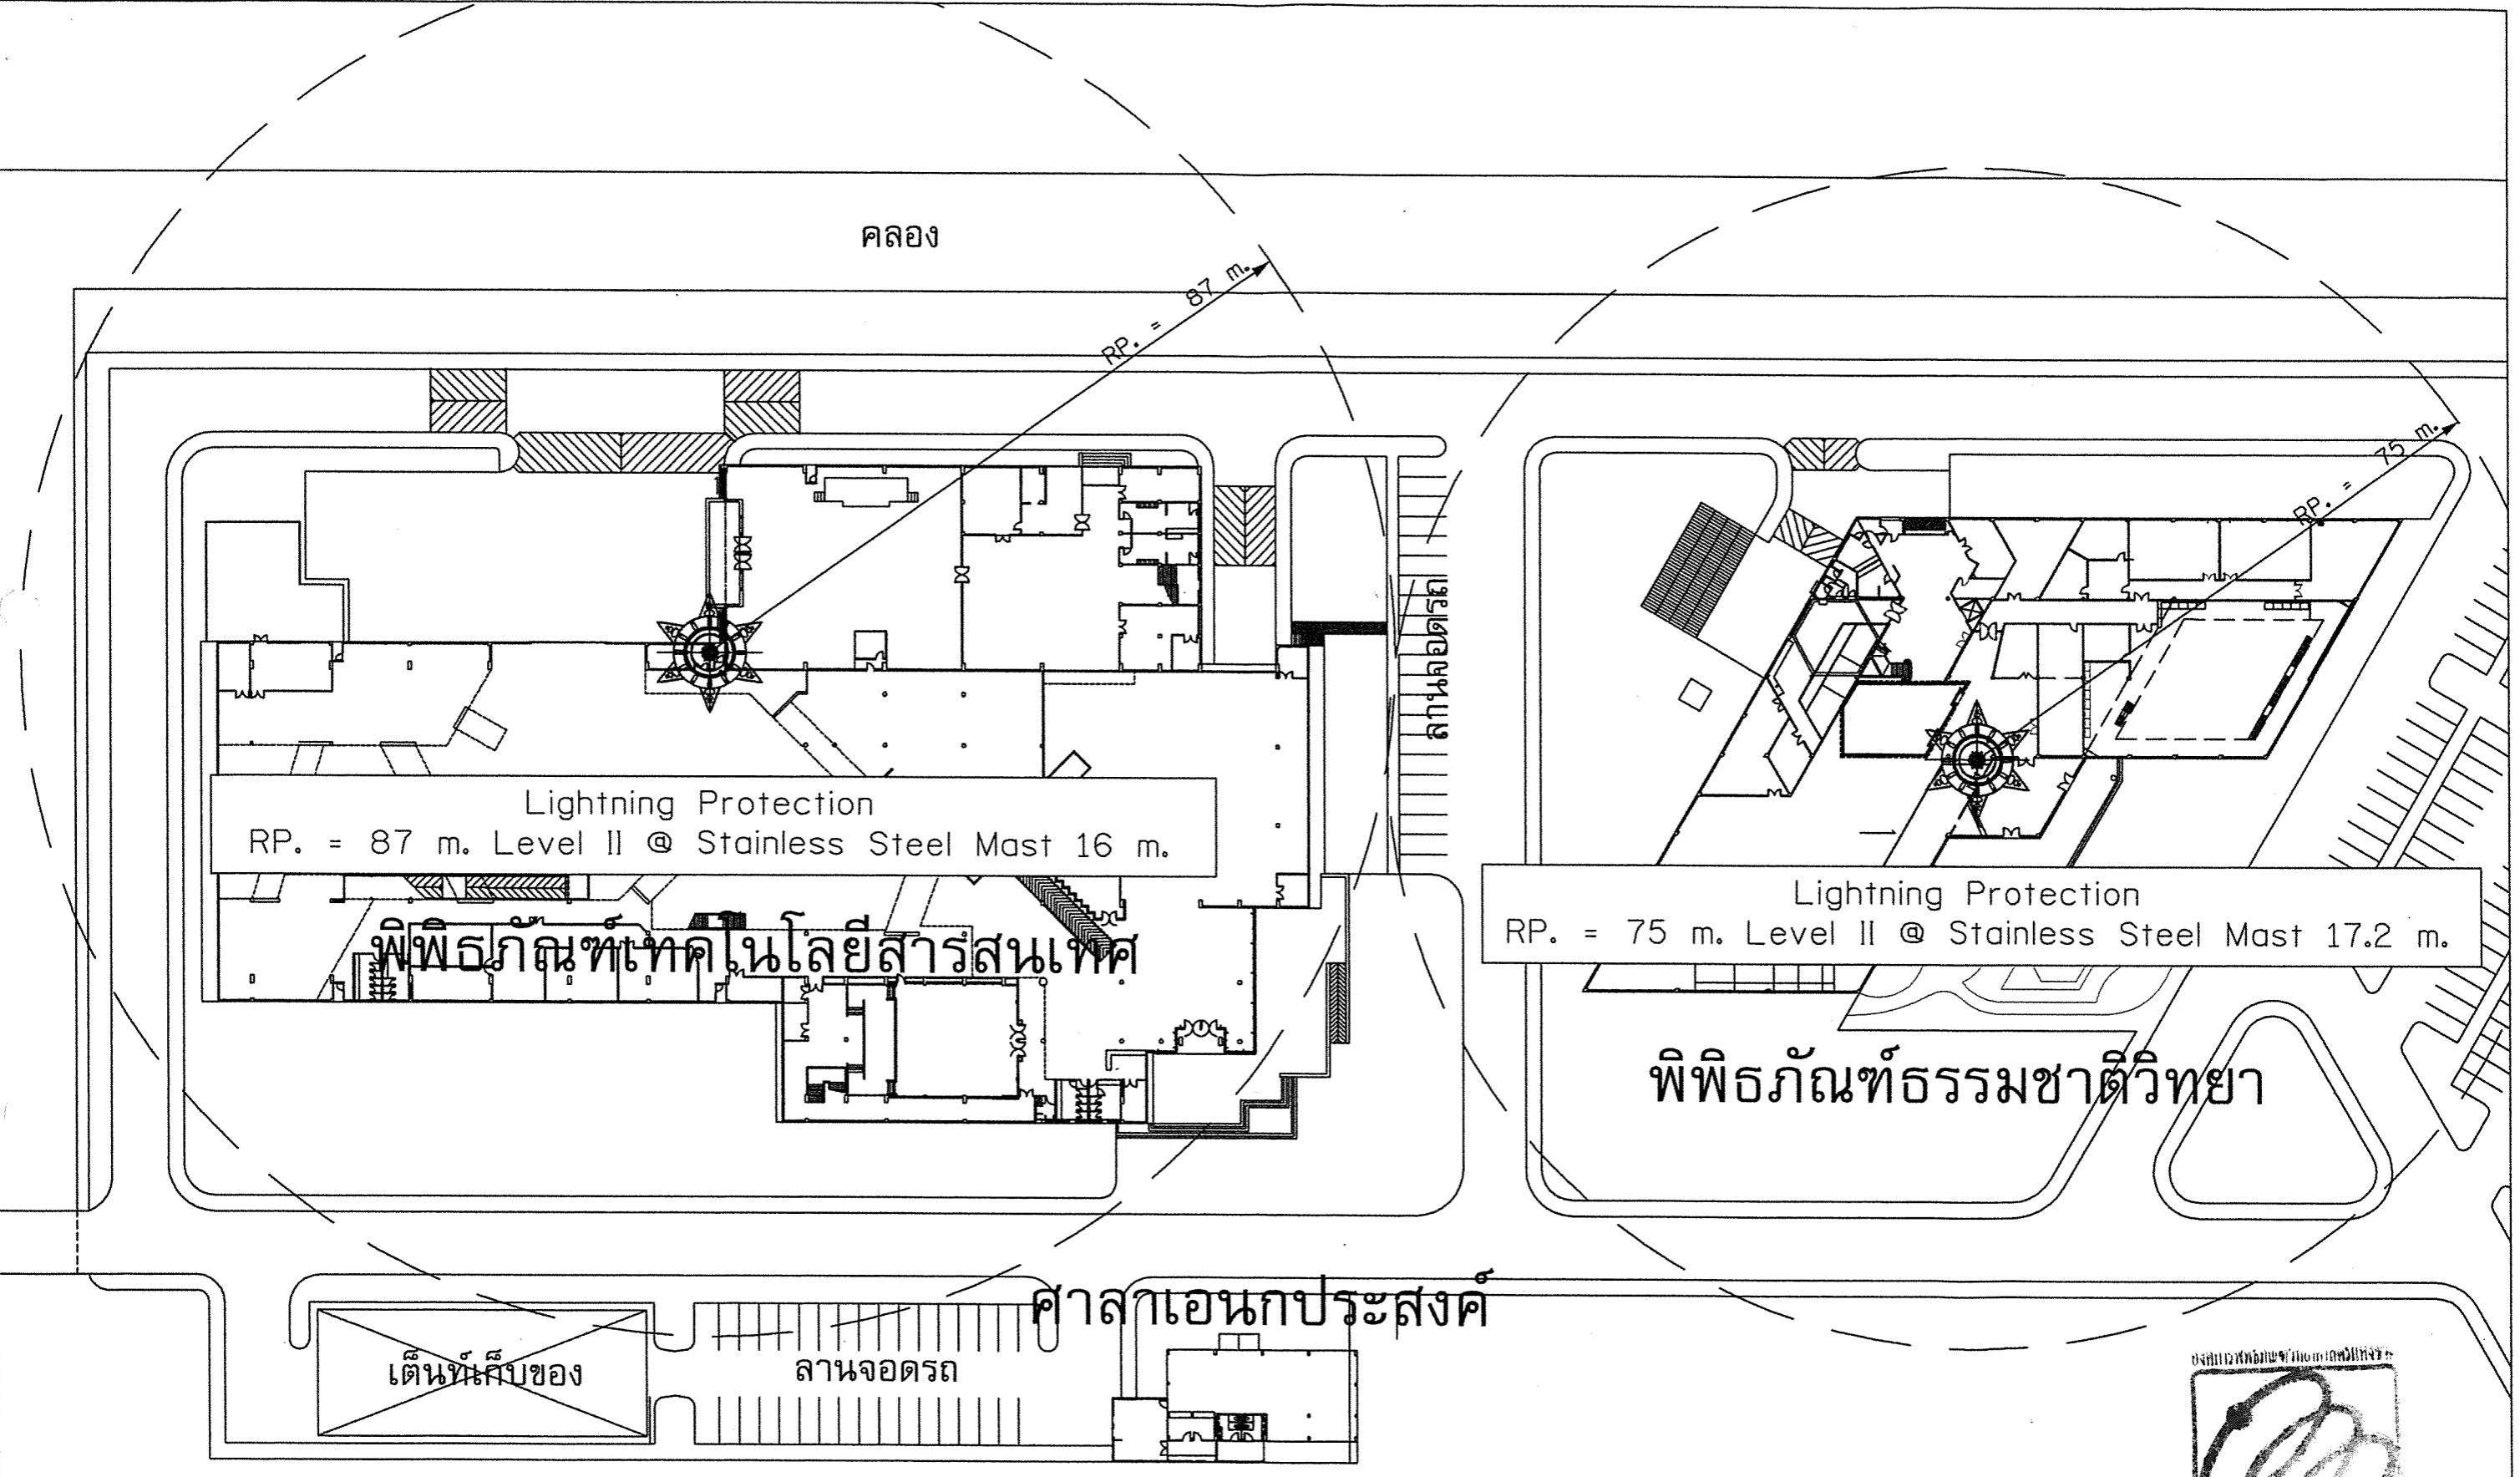 คลอง
RP. = 87 m.
RP. = 75 m.
ลานจอดรถ
Lightning Protection
RP. = 87 m. Level II @ Stainless Steel Mast 16 m.
Lightning Protection
RP. = 75 m. Level II @ Stainless Steel Mast 17.2 m.
พิพิธภัณฑ์เทคโนโลยีสารสนเทศ
พิพิธภัณฑ์ธรรมชาติวิทยา
ศาลาเอนกประสงค์
เต็นท์เก็บของ
ลานจอดรถ